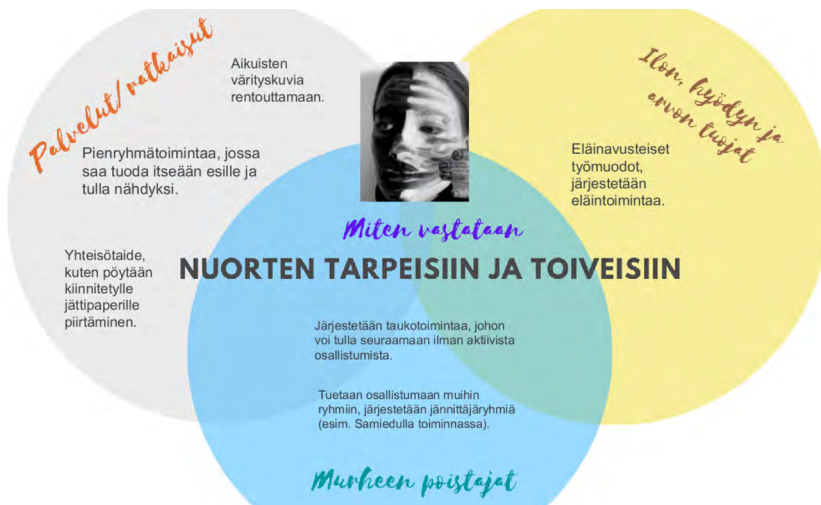 Palvelut/ratkaisut
Aikuisten
värityskuvia
rentouttamaan.
Pienryhmätoimintaa, jossa
saa tuoda itseään esille ja
tulla nähdyksi.
Yhteisötaide,
kuten pöytään
kiinnitetylle
jättipaperille
piirtäminen.
Ilon, hyödyn ja
arvon tuojat
Eläinavusteiset
työmuodot,
järjestetään
eläintoimintaa.
Miten vastataan
NUORTEN TARPEISIIN JA TOIVEISIIN
Järjestetään taukotoimintaa, johon
voi tulla seuraamaan ilman aktiivista
osallistumista.
Tuetaan osallistumaan muihin
ryhmiin, järjestetään jännittäjäryhmiä
(esim. Samiedulla toiminnassa).
Murheen poistajat